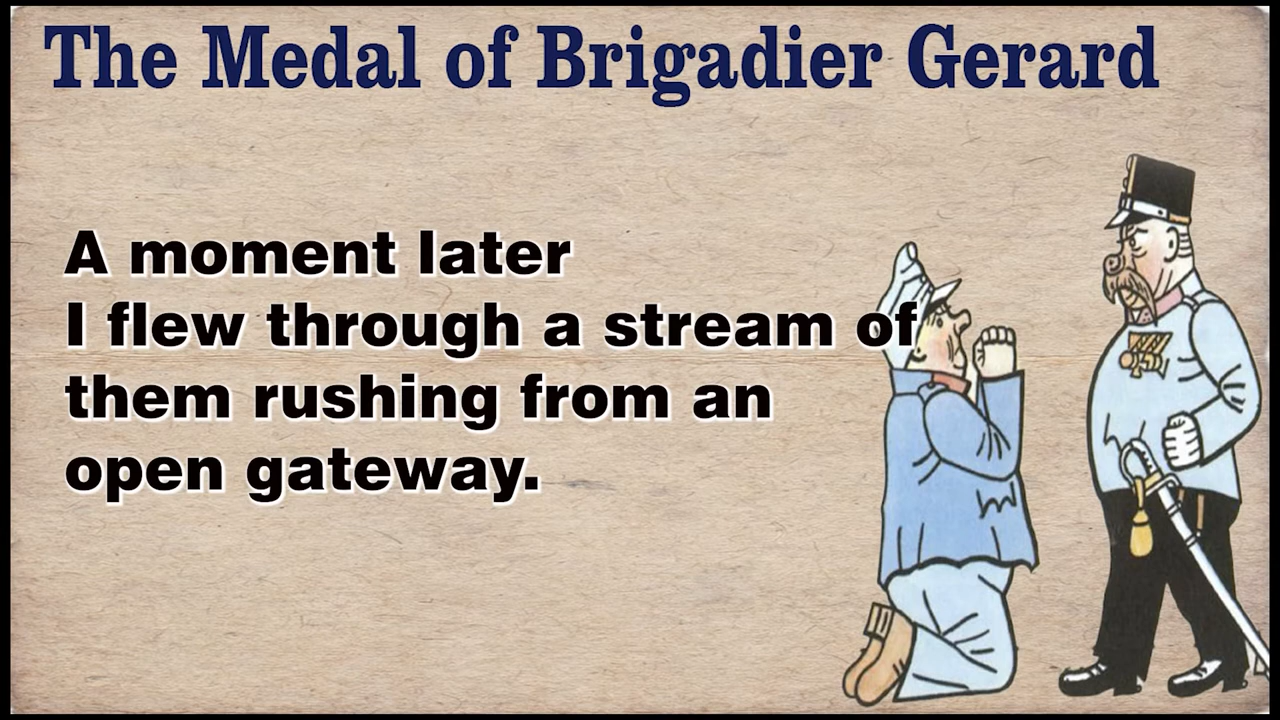 The Medal of Brigadier Gerard
A moment later
I flew through a stream of
them rushing from an
open gateway.